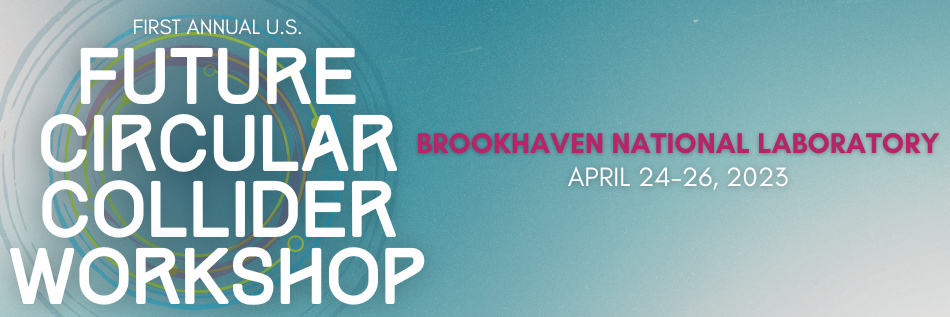 FIRST ANNUAL U.S.
FUTURE
CIRCULAR
COLLIDER
WORKSHOP
BROOKHAVEN NATIONAL LABORATORY
APRIL 24-26, 2023